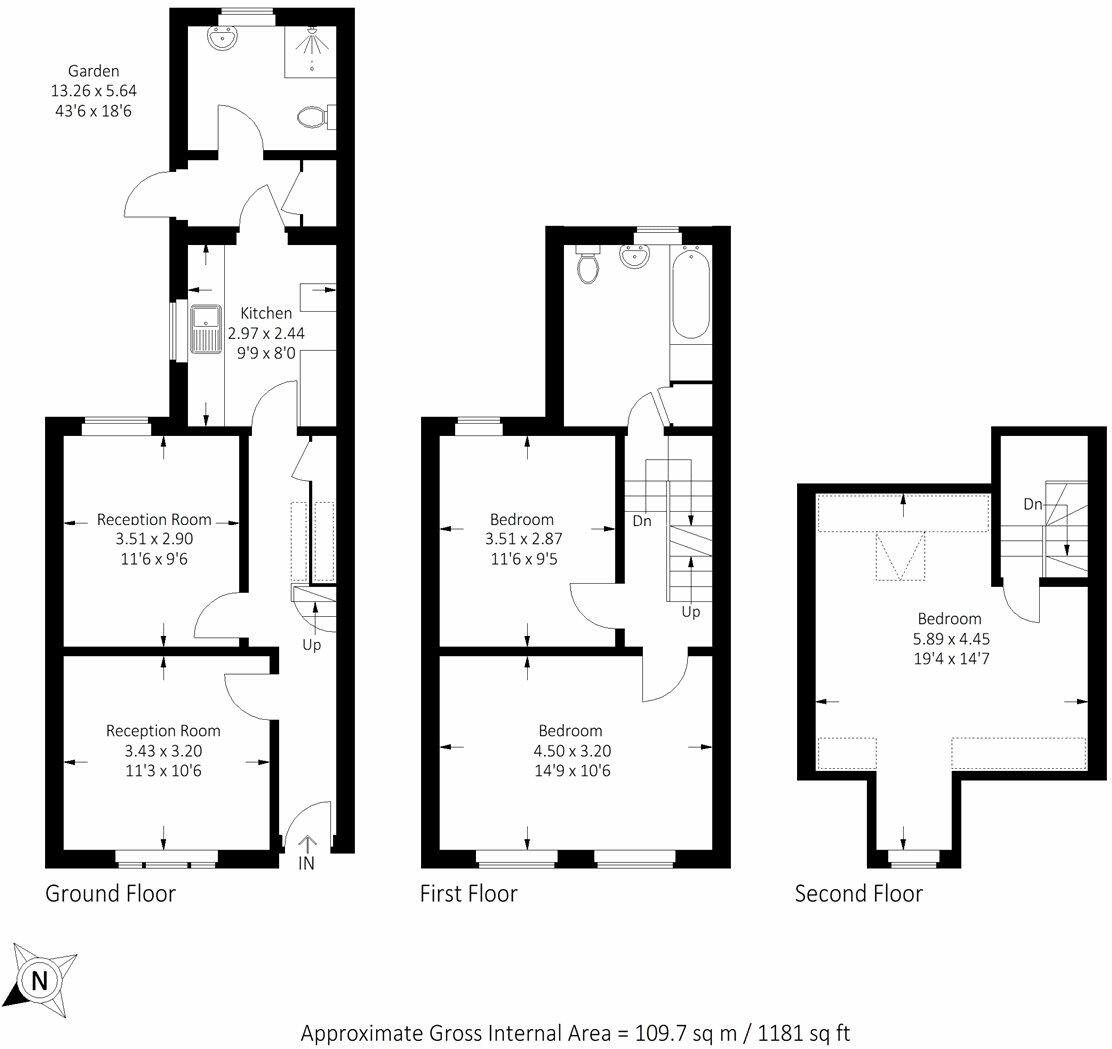 Garden
13.26 x 5.64
43'6 x 18'6
Kitchen
2.97 x 2.44
9'9 x 8'0
Reception Room
3.51 x 2.90
11'6 x 9'6
Up
Reception Room
3.43 x 3.20
11'3 x 10'6
IN
Ground Floor
Bedroom
3.51 x 2.87
11'6 x 9'5
Dn
Up
Bedroom
4.50 x 3.20
14'9 x 10'6
First Floor
Dn
Bedroom
5.89 x 4.45
19'4 x 14'7
Second Floor
N
Approximate Gross Internal Area = 109.7 sq m / 1181 sq ft